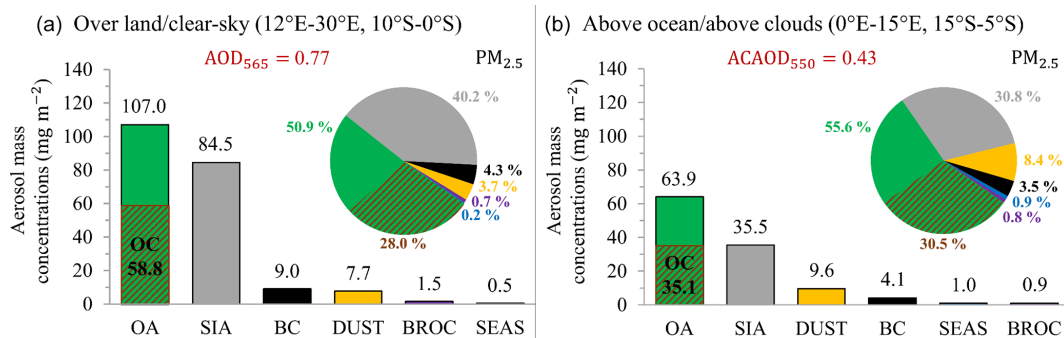 (a) Over land/clear-sky (12°E-30°E, 10°S-0°S)
AOD₅₆₅ = 0.77
PM₂.₅
Aerosol mass
concentrations (mg m⁻²)
140
120
100
80
60
40
20
0
107.0
84.5
9.0
7.7
1.5
0.5
OC
58.8
OA
SIA
BC
DUST
BROC
SEAS
40.2 %
50.9 %
4.3 %
3.7 %
0.7 %
0.2 %
28.0 %
(b) Above ocean/above clouds (0°E-15°E, 15°S-5°S)
ACAOD₅₅₀ = 0.43
PM₂.₅
Aerosol mass
concentrations (mg m⁻²)
140
120
100
80
60
40
20
0
63.9
35.5
9.6
4.1
1.0
0.9
OC
35.1
OA
SIA
DUST
BC
SEAS
BROC
30.8 %
55.6 %
8.4 %
3.5 %
0.9 %
0.8 %
30.5 %